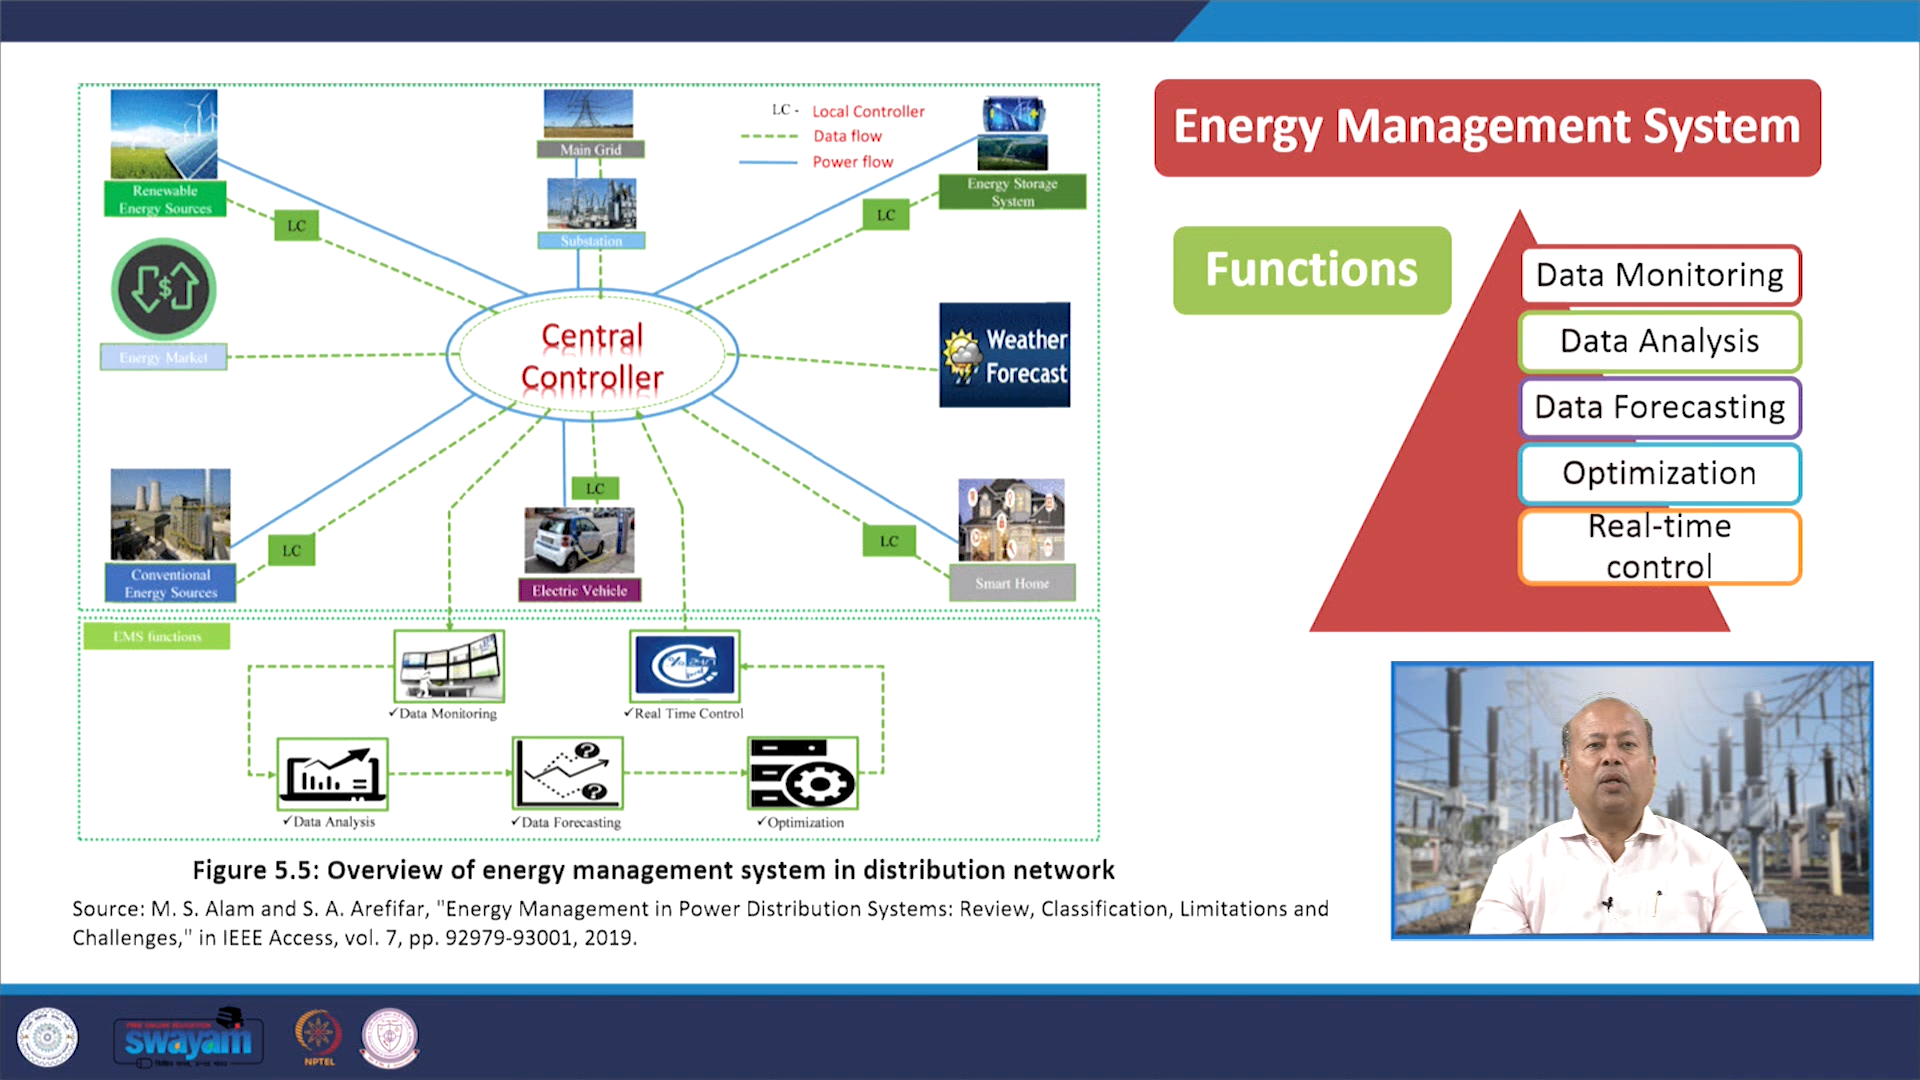 Energy Management System
LC - Local Controller
Data flow
Power flow
Main Grid
Renewable
Energy Sources
Energy Storage
System
LC
LC
Substation
Functions
Data Monitoring
Data Analysis
Data Forecasting
Optimization
Real-time
control
Energy Market
Central
Controller
Weather
Forecast
LC
LC
LC
Conventional
Energy Sources
Electric Vehicle
Smart Home
EMS functions
✓Data Monitoring
✓Real Time Control
✓Data Analysis
✓Data Forecasting
✓Optimization
Figure 5.5: Overview of energy management system in distribution network
Source: M. S. Alam and S. A. Arefifar, "Energy Management in Power Distribution Systems: Review, Classification, Limitations and
Challenges," in IEEE Access, vol. 7, pp. 92979-93001, 2019.
swayam
NPTEL